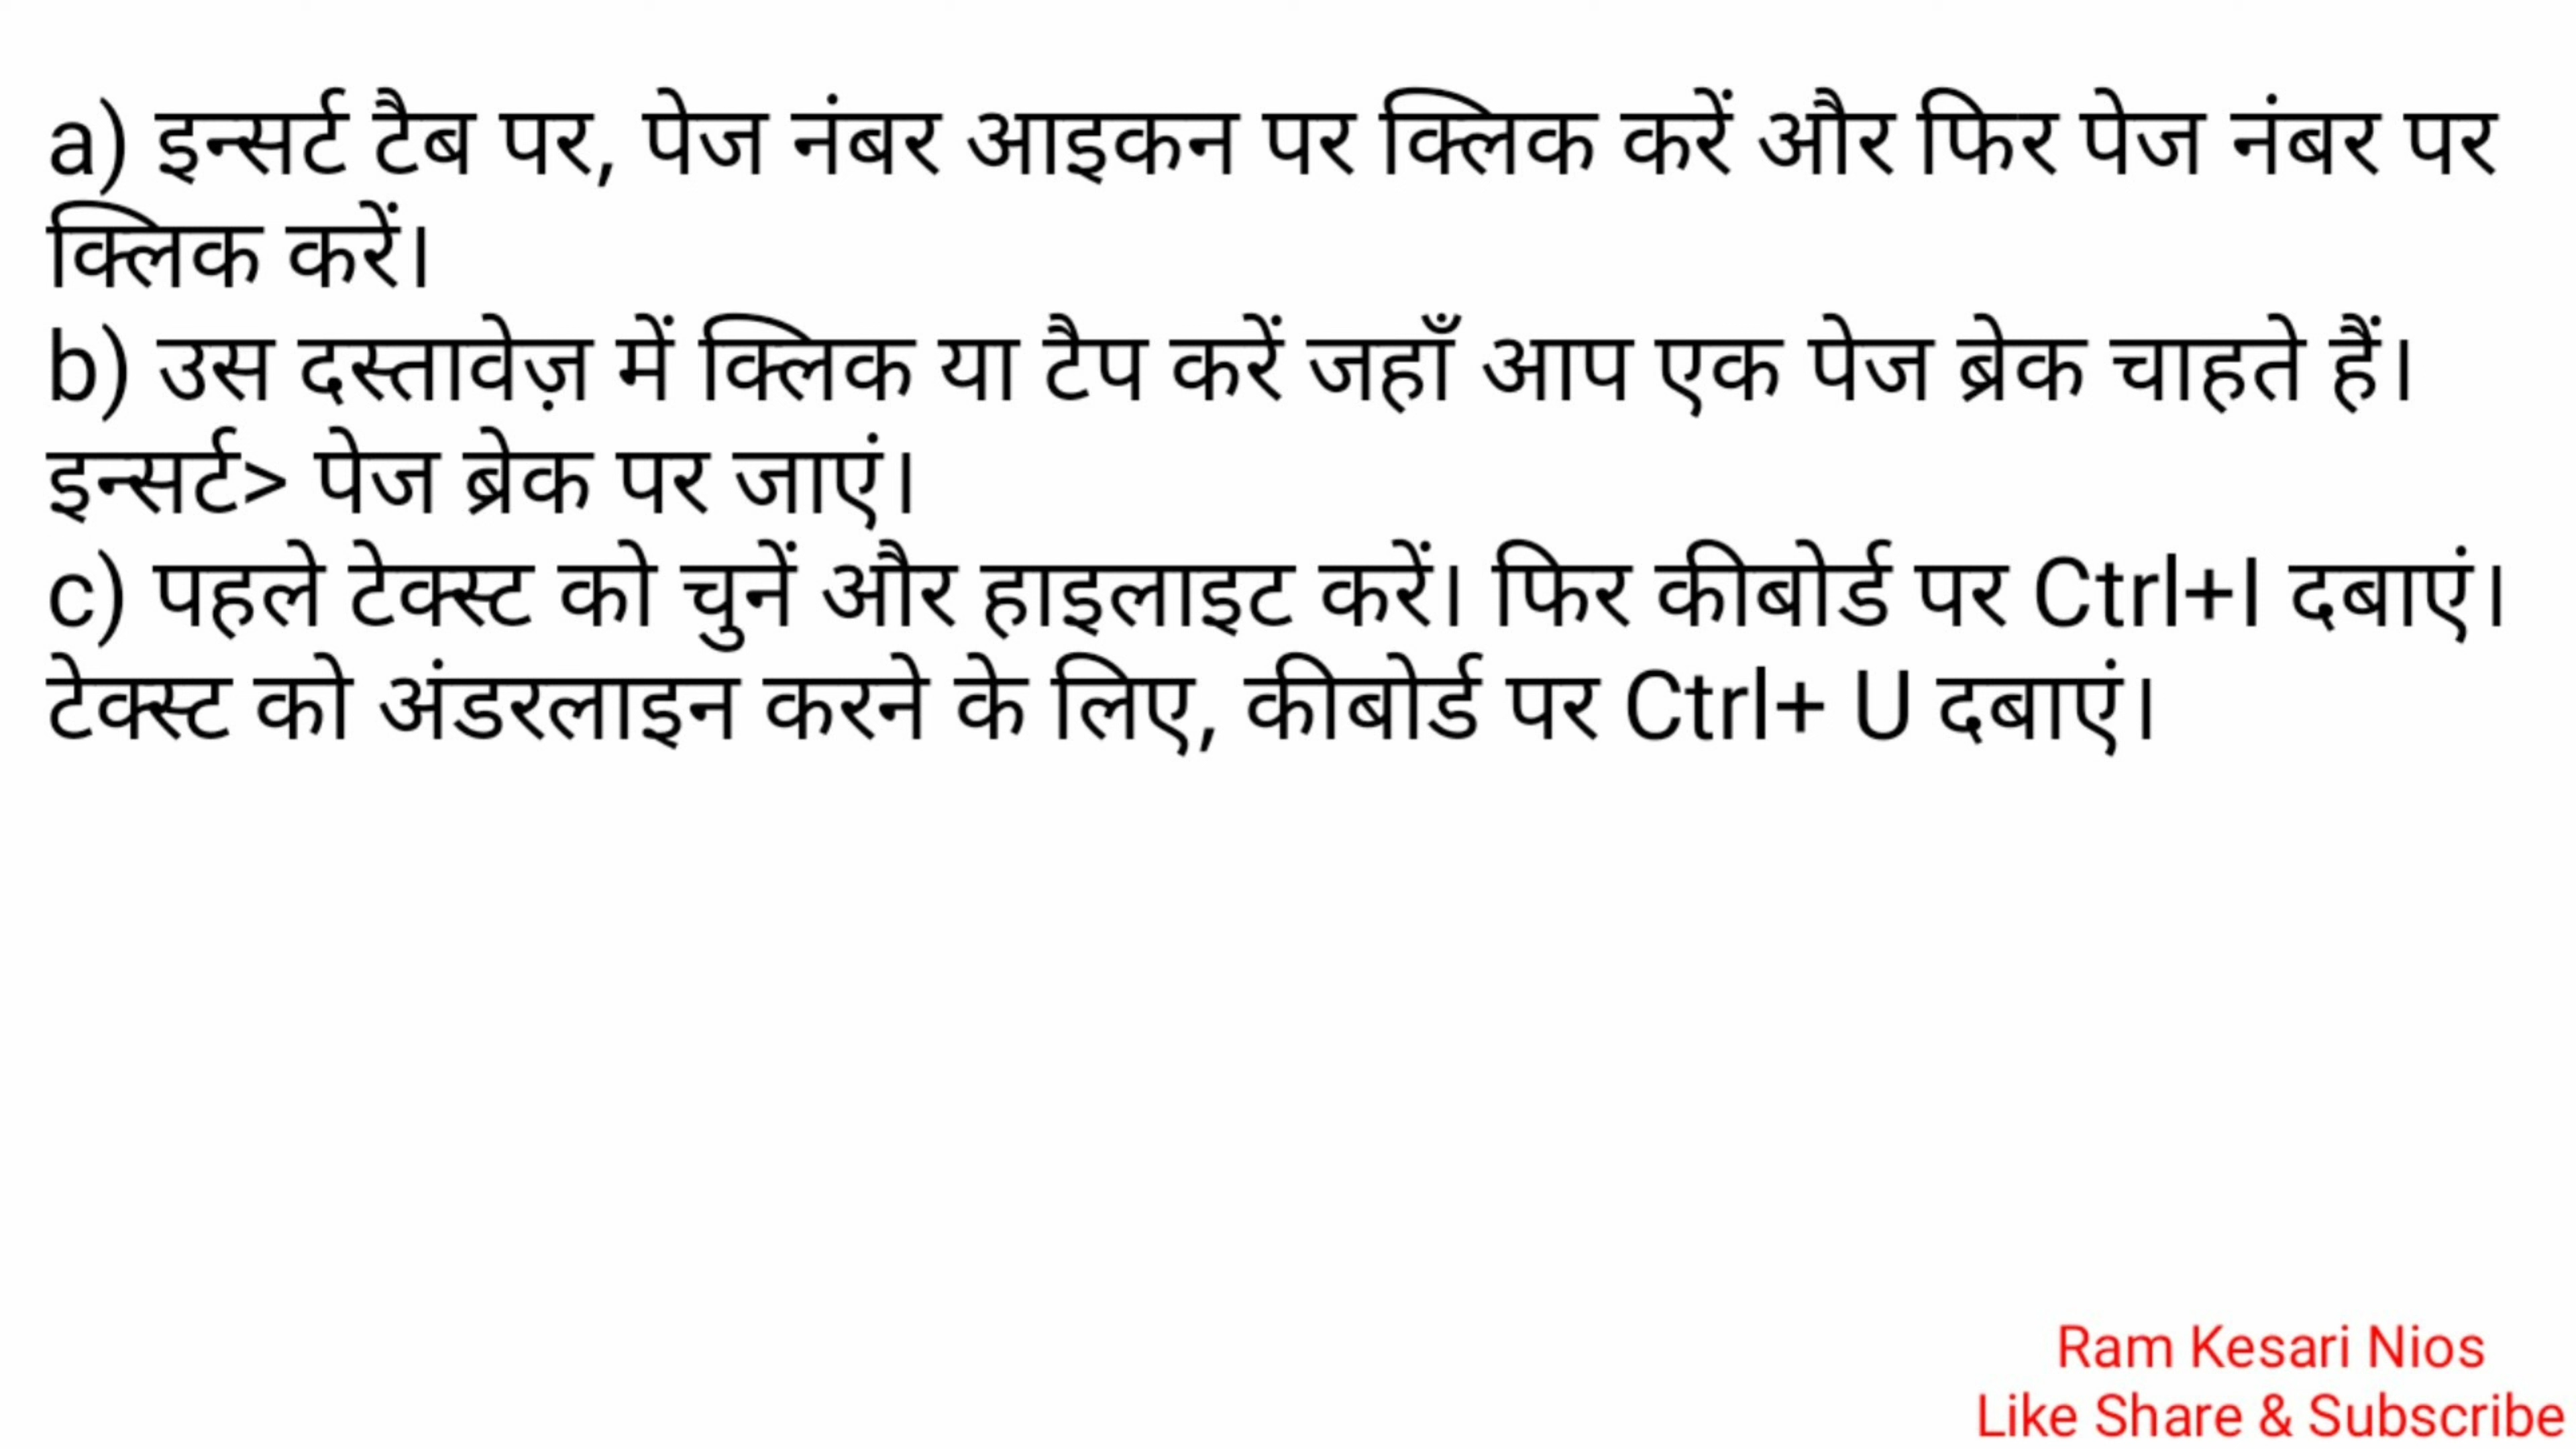 a) इन्सर्ट टैब पर, पेज नंबर आइकन पर क्लिक करें और फिर पेज नंबर पर
क्लिक करें।
b) उस दस्तावेज़ में क्लिक या टैप करें जहाँ आप एक पेज ब्रेक चाहते हैं।
इन्सर्ट> पेज ब्रेक पर जाएं।
c) पहले टेक्स्ट को चुनें और हाइलाइट करें। फिर कीबोर्ड पर Ctrl+I दबाएं।
टेक्स्ट को अंडरलाइन करने के लिए, कीबोर्ड पर Ctrl+ U दबाएं।
Ram Kesari Nios
Like Share & Subscribe